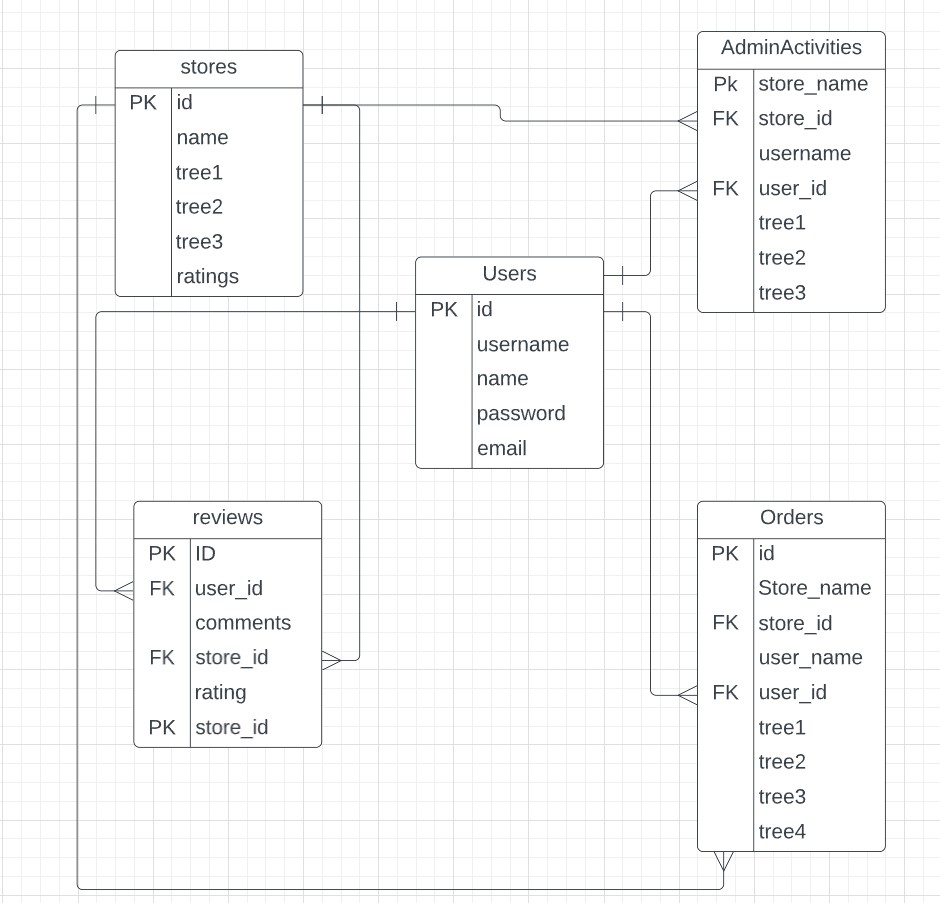 stores
PK id
name
tree1
tree2
tree3
ratings
AdminActivities
Pk store_name
FK store_id
username
FK user_id
tree1
tree2
tree3
Users
PK id
username
name
password
email
reviews
PK ID
FK user_id
comments
FK store_id
rating
PK store_id
Orders
PK id
Store_name
FK store_id
user_name
FK user_id
tree1
tree2
tree3
tree4